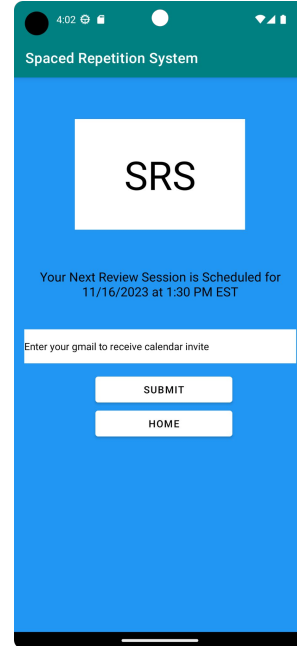 4:02
Spaced Repetition System
SRS
Your Next Review Session is Scheduled for
11/16/2023 at 1:30 PM EST
Enter your gmail to receive calendar invite
SUBMIT
HOME